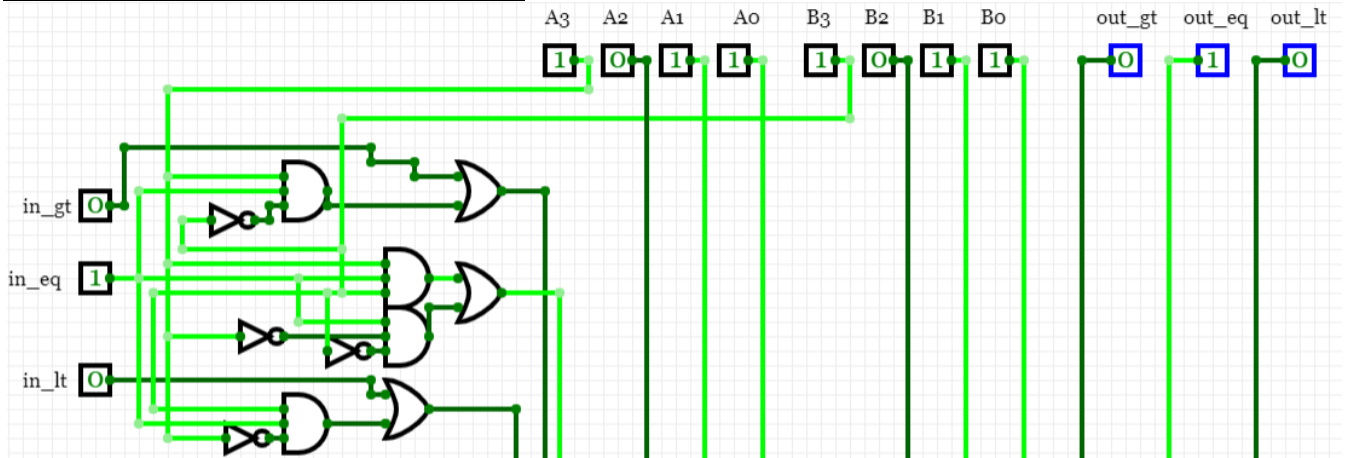 A3 A2 A1 A0 B3 B2 B1 B0 out_gt out_eq out_lt
1 0 1 1 1 0 1 1 0 1 0
in_gt 0
in_eq 1
in_lt 0